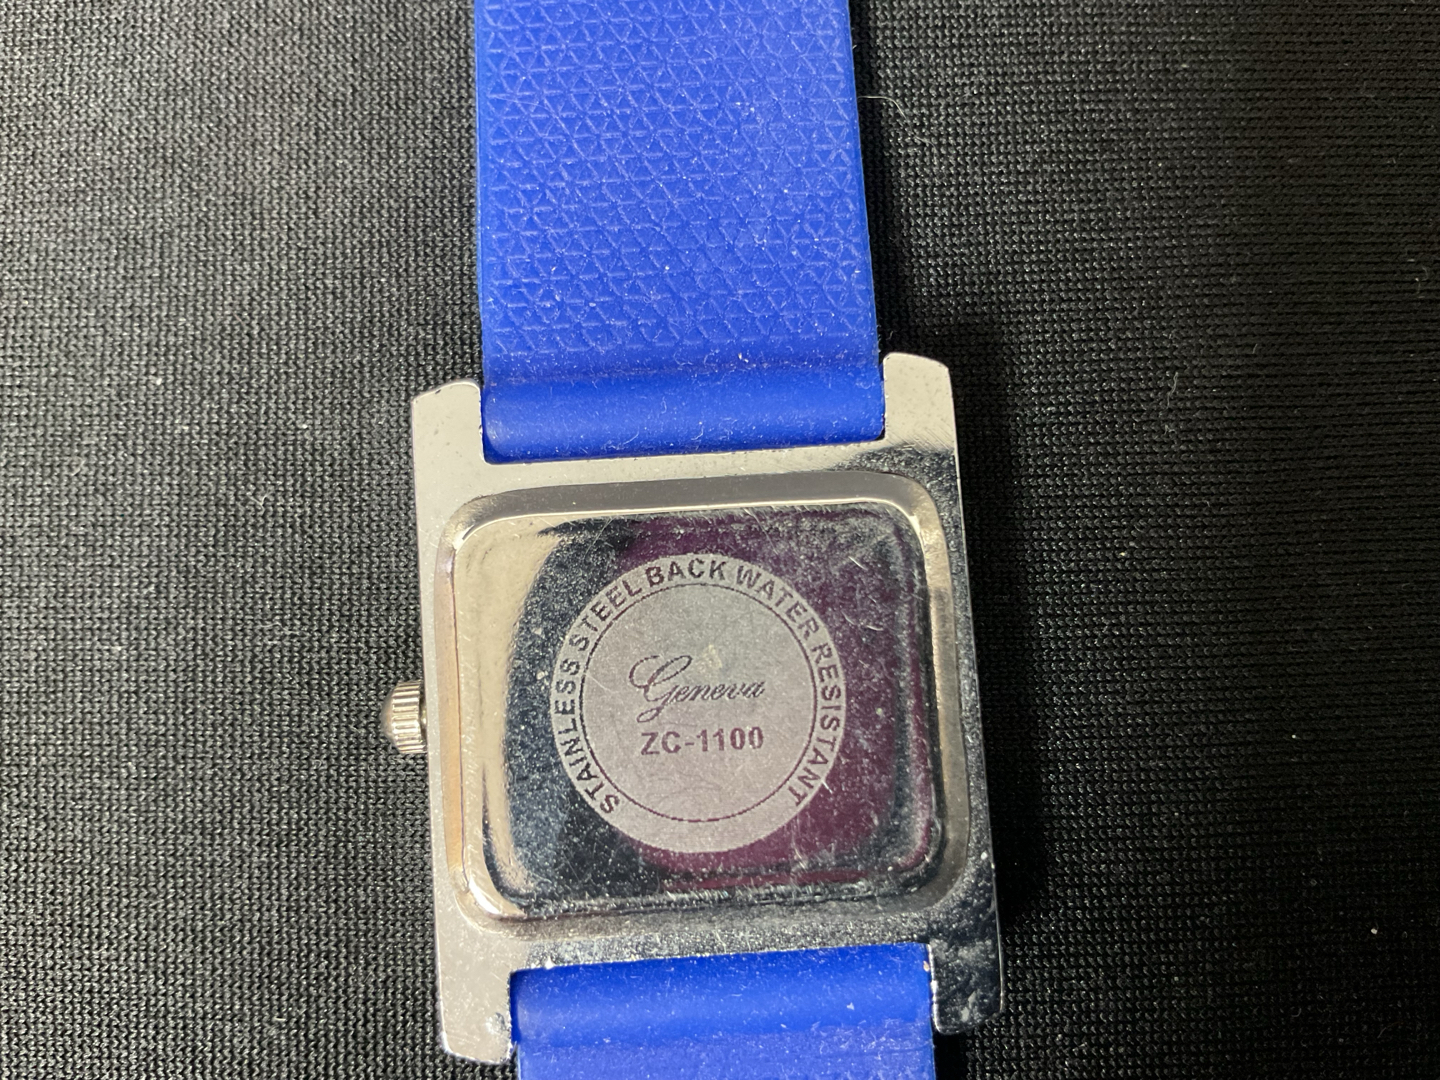 STAINLESS STEEL BACK WATER RESISTANT
Geneva
ZC-1100